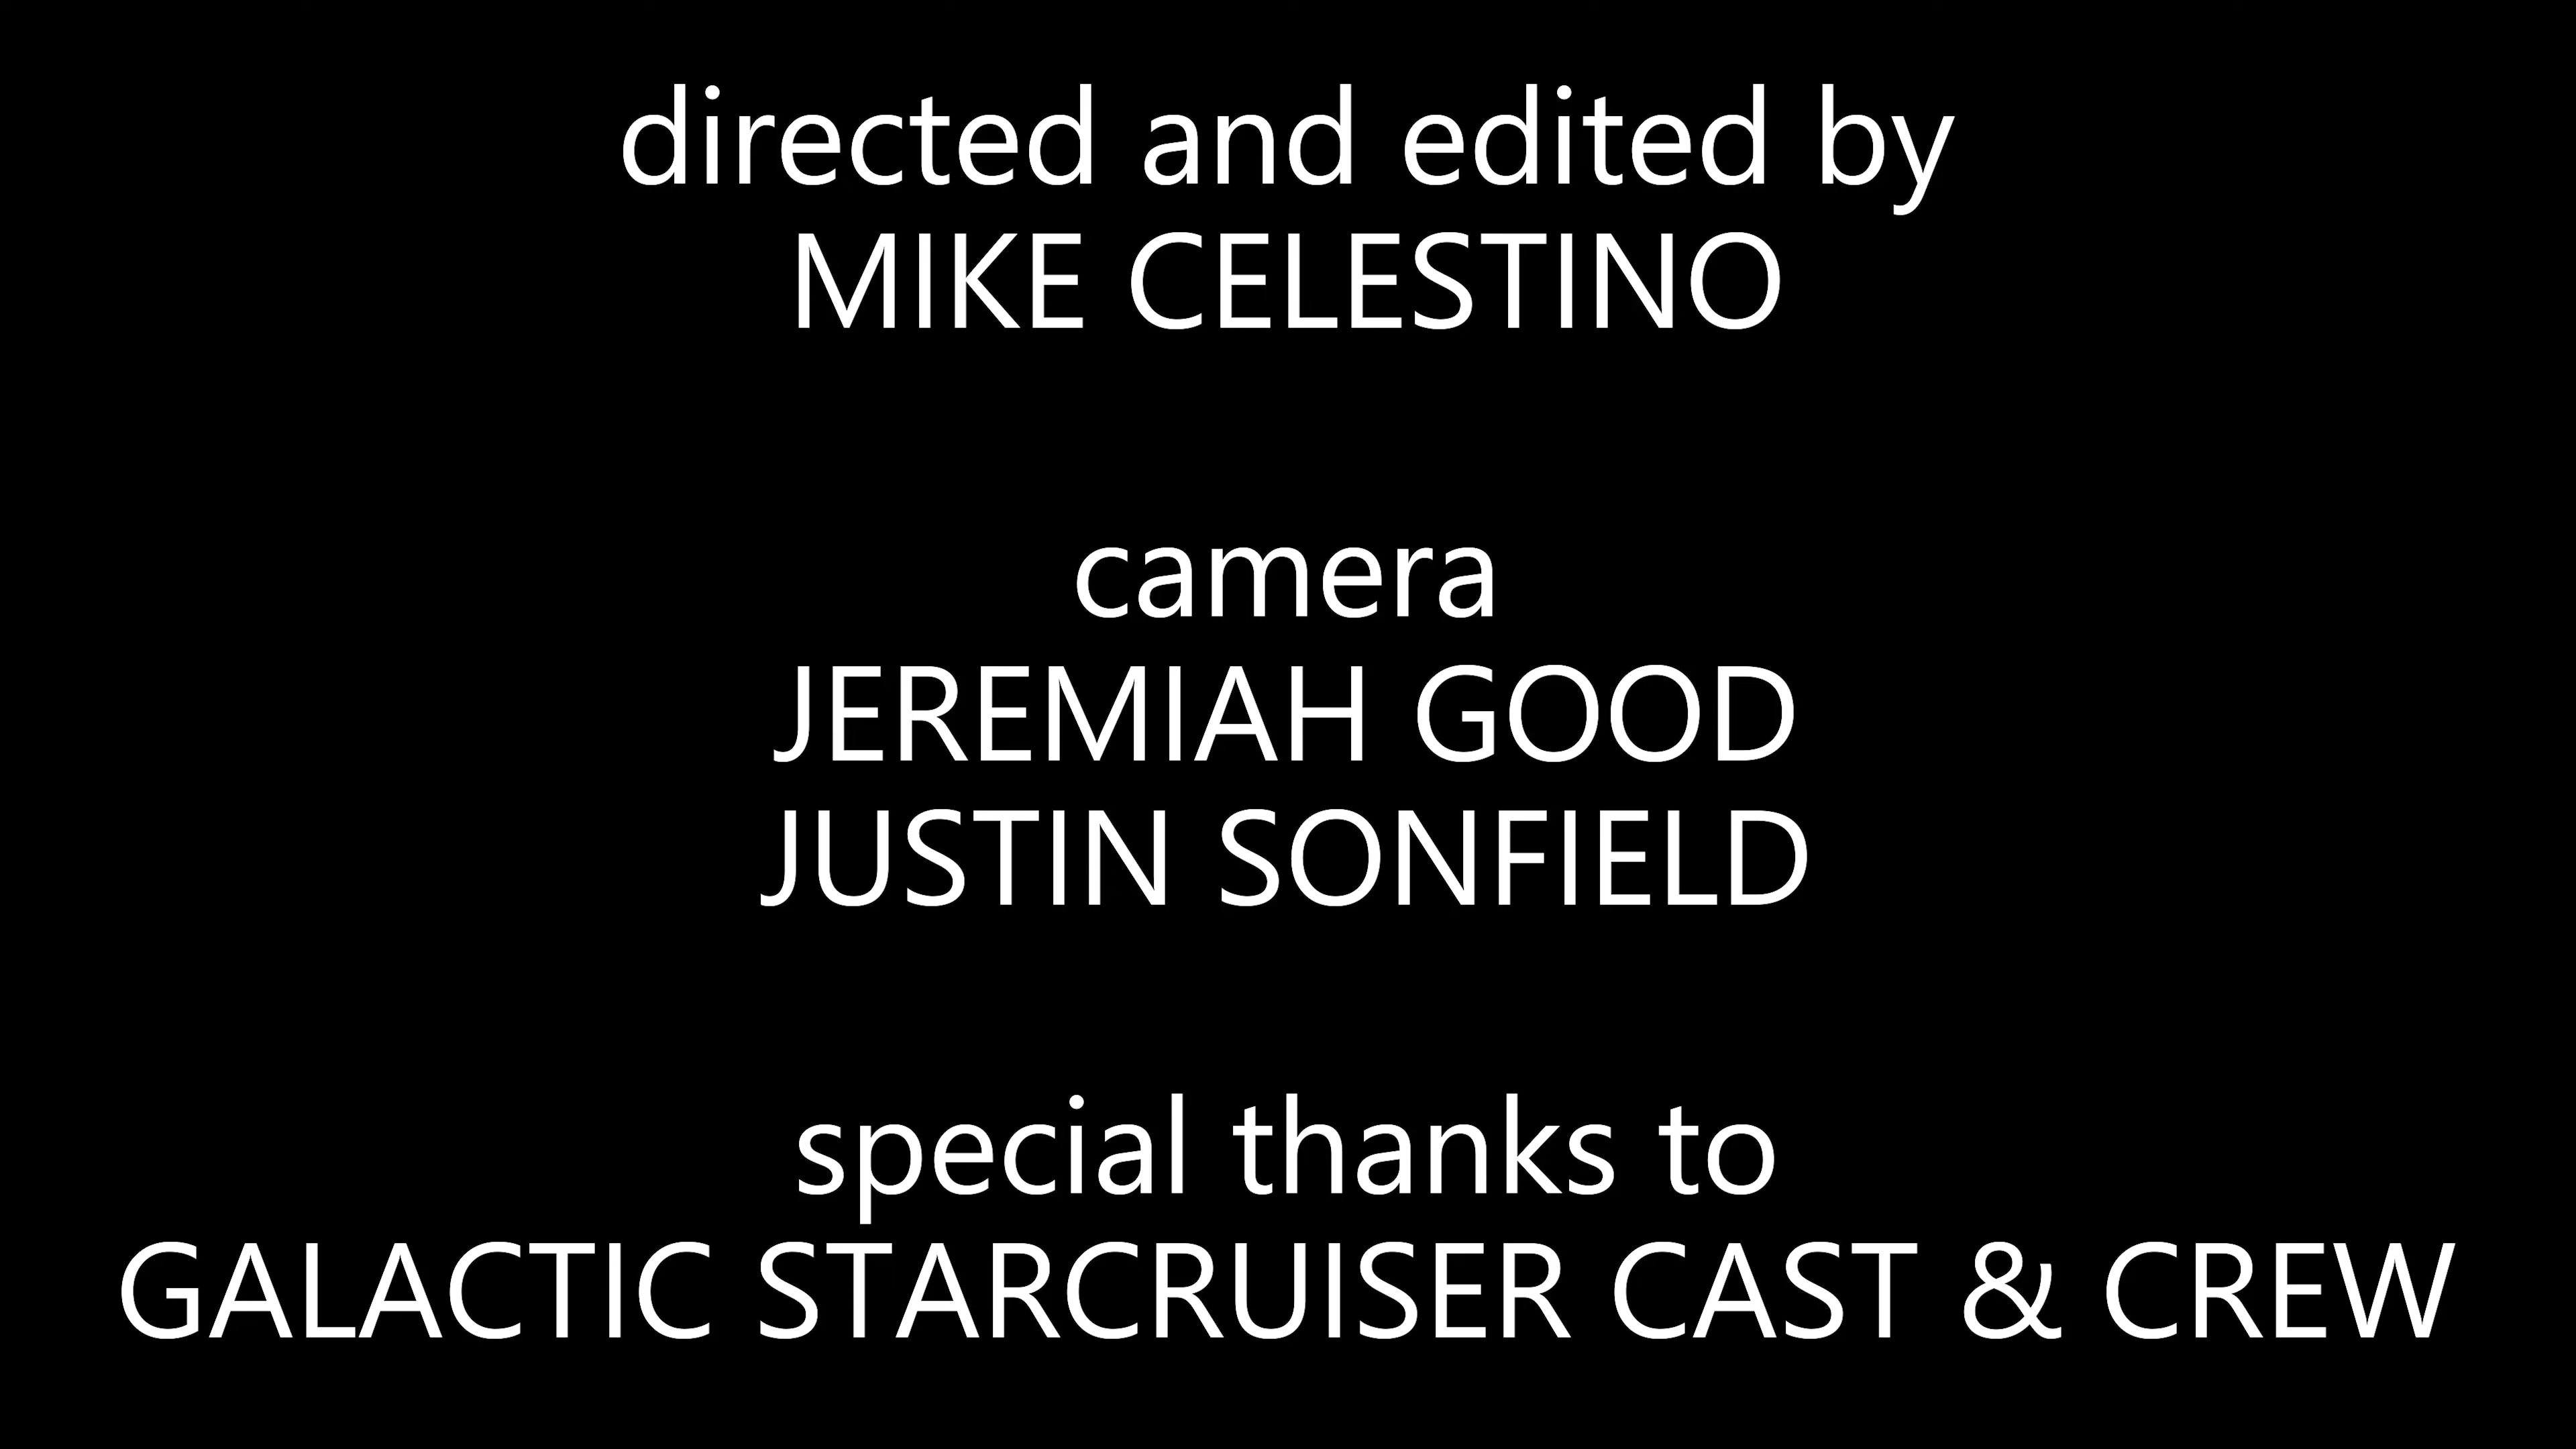 directed and edited by
MIKE CELESTINO
camera
JEREMIAH GOOD
JUSTIN SONFIELD
special thanks to
GALACTIC STARCRUISER CAST & CREW